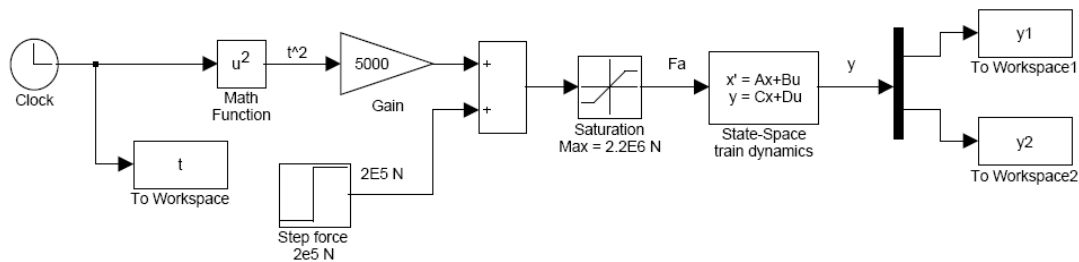 Clock
u²
Math
Function
t^2
5000
Gain
+
+
t
To Workspace
2E5 N
Step force
2e5 N
Saturation
Max = 2.2E6 N
Fa
x' = Ax+Bu
y = Cx+Du
State-Space
train dynamics
y
y1
To Workspace1
y2
To Workspace2